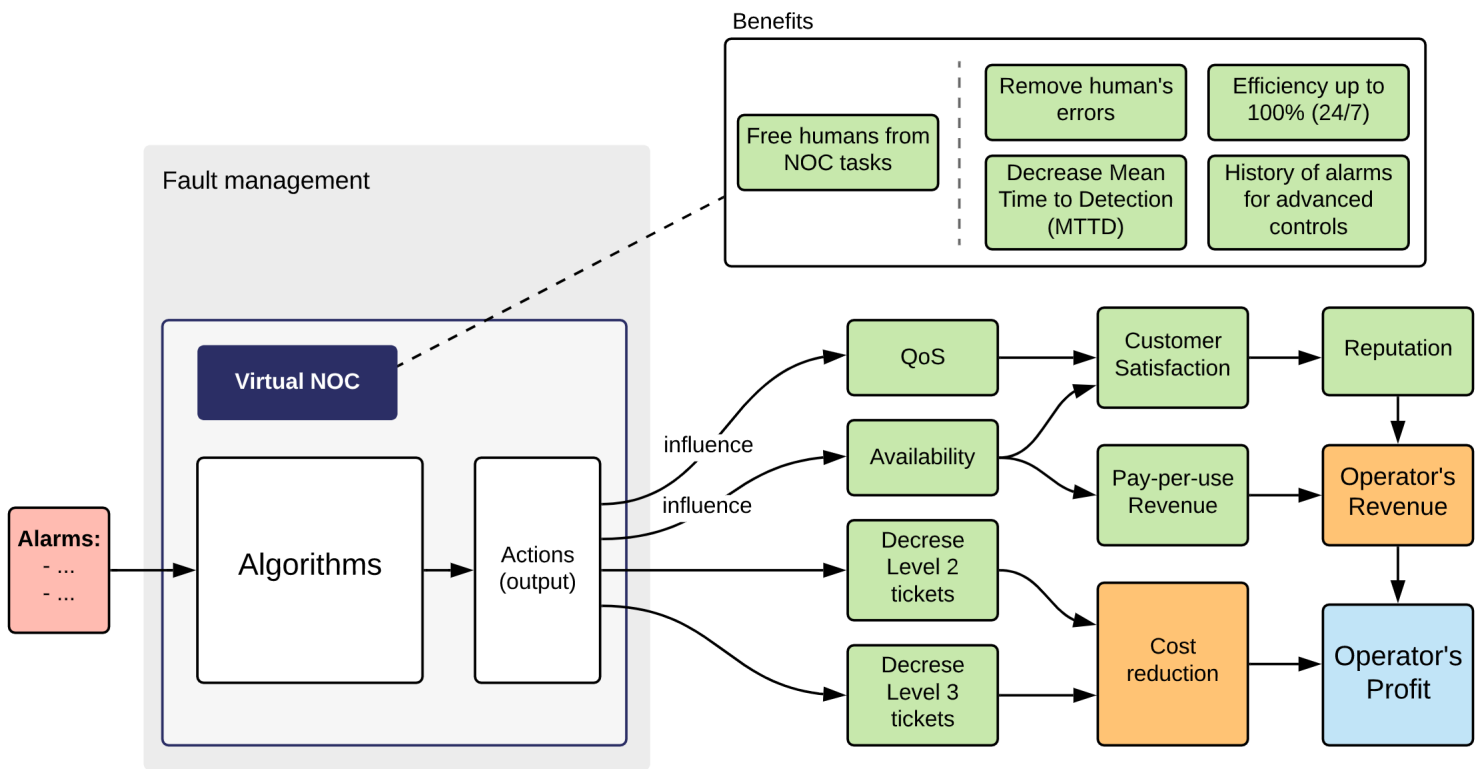 Benefits
Free humans from
NOC tasks
Remove human's
errors
Efficiency up to
100% (24/7)
Decrease Mean
Time to Detection
(MTTD)
History of alarms
for advanced
controls
Fault management
Virtual NOC
Alarms:
- ...
- ...
Algorithms
Actions
(output)
influence
influence
QoS
Availability
Decrese
Level 2
tickets
Decrese
Level 3
tickets
Customer
Satisfaction
Pay-per-use
Revenue
Cost
reduction
Reputation
Operator's
Revenue
Operator's
Profit